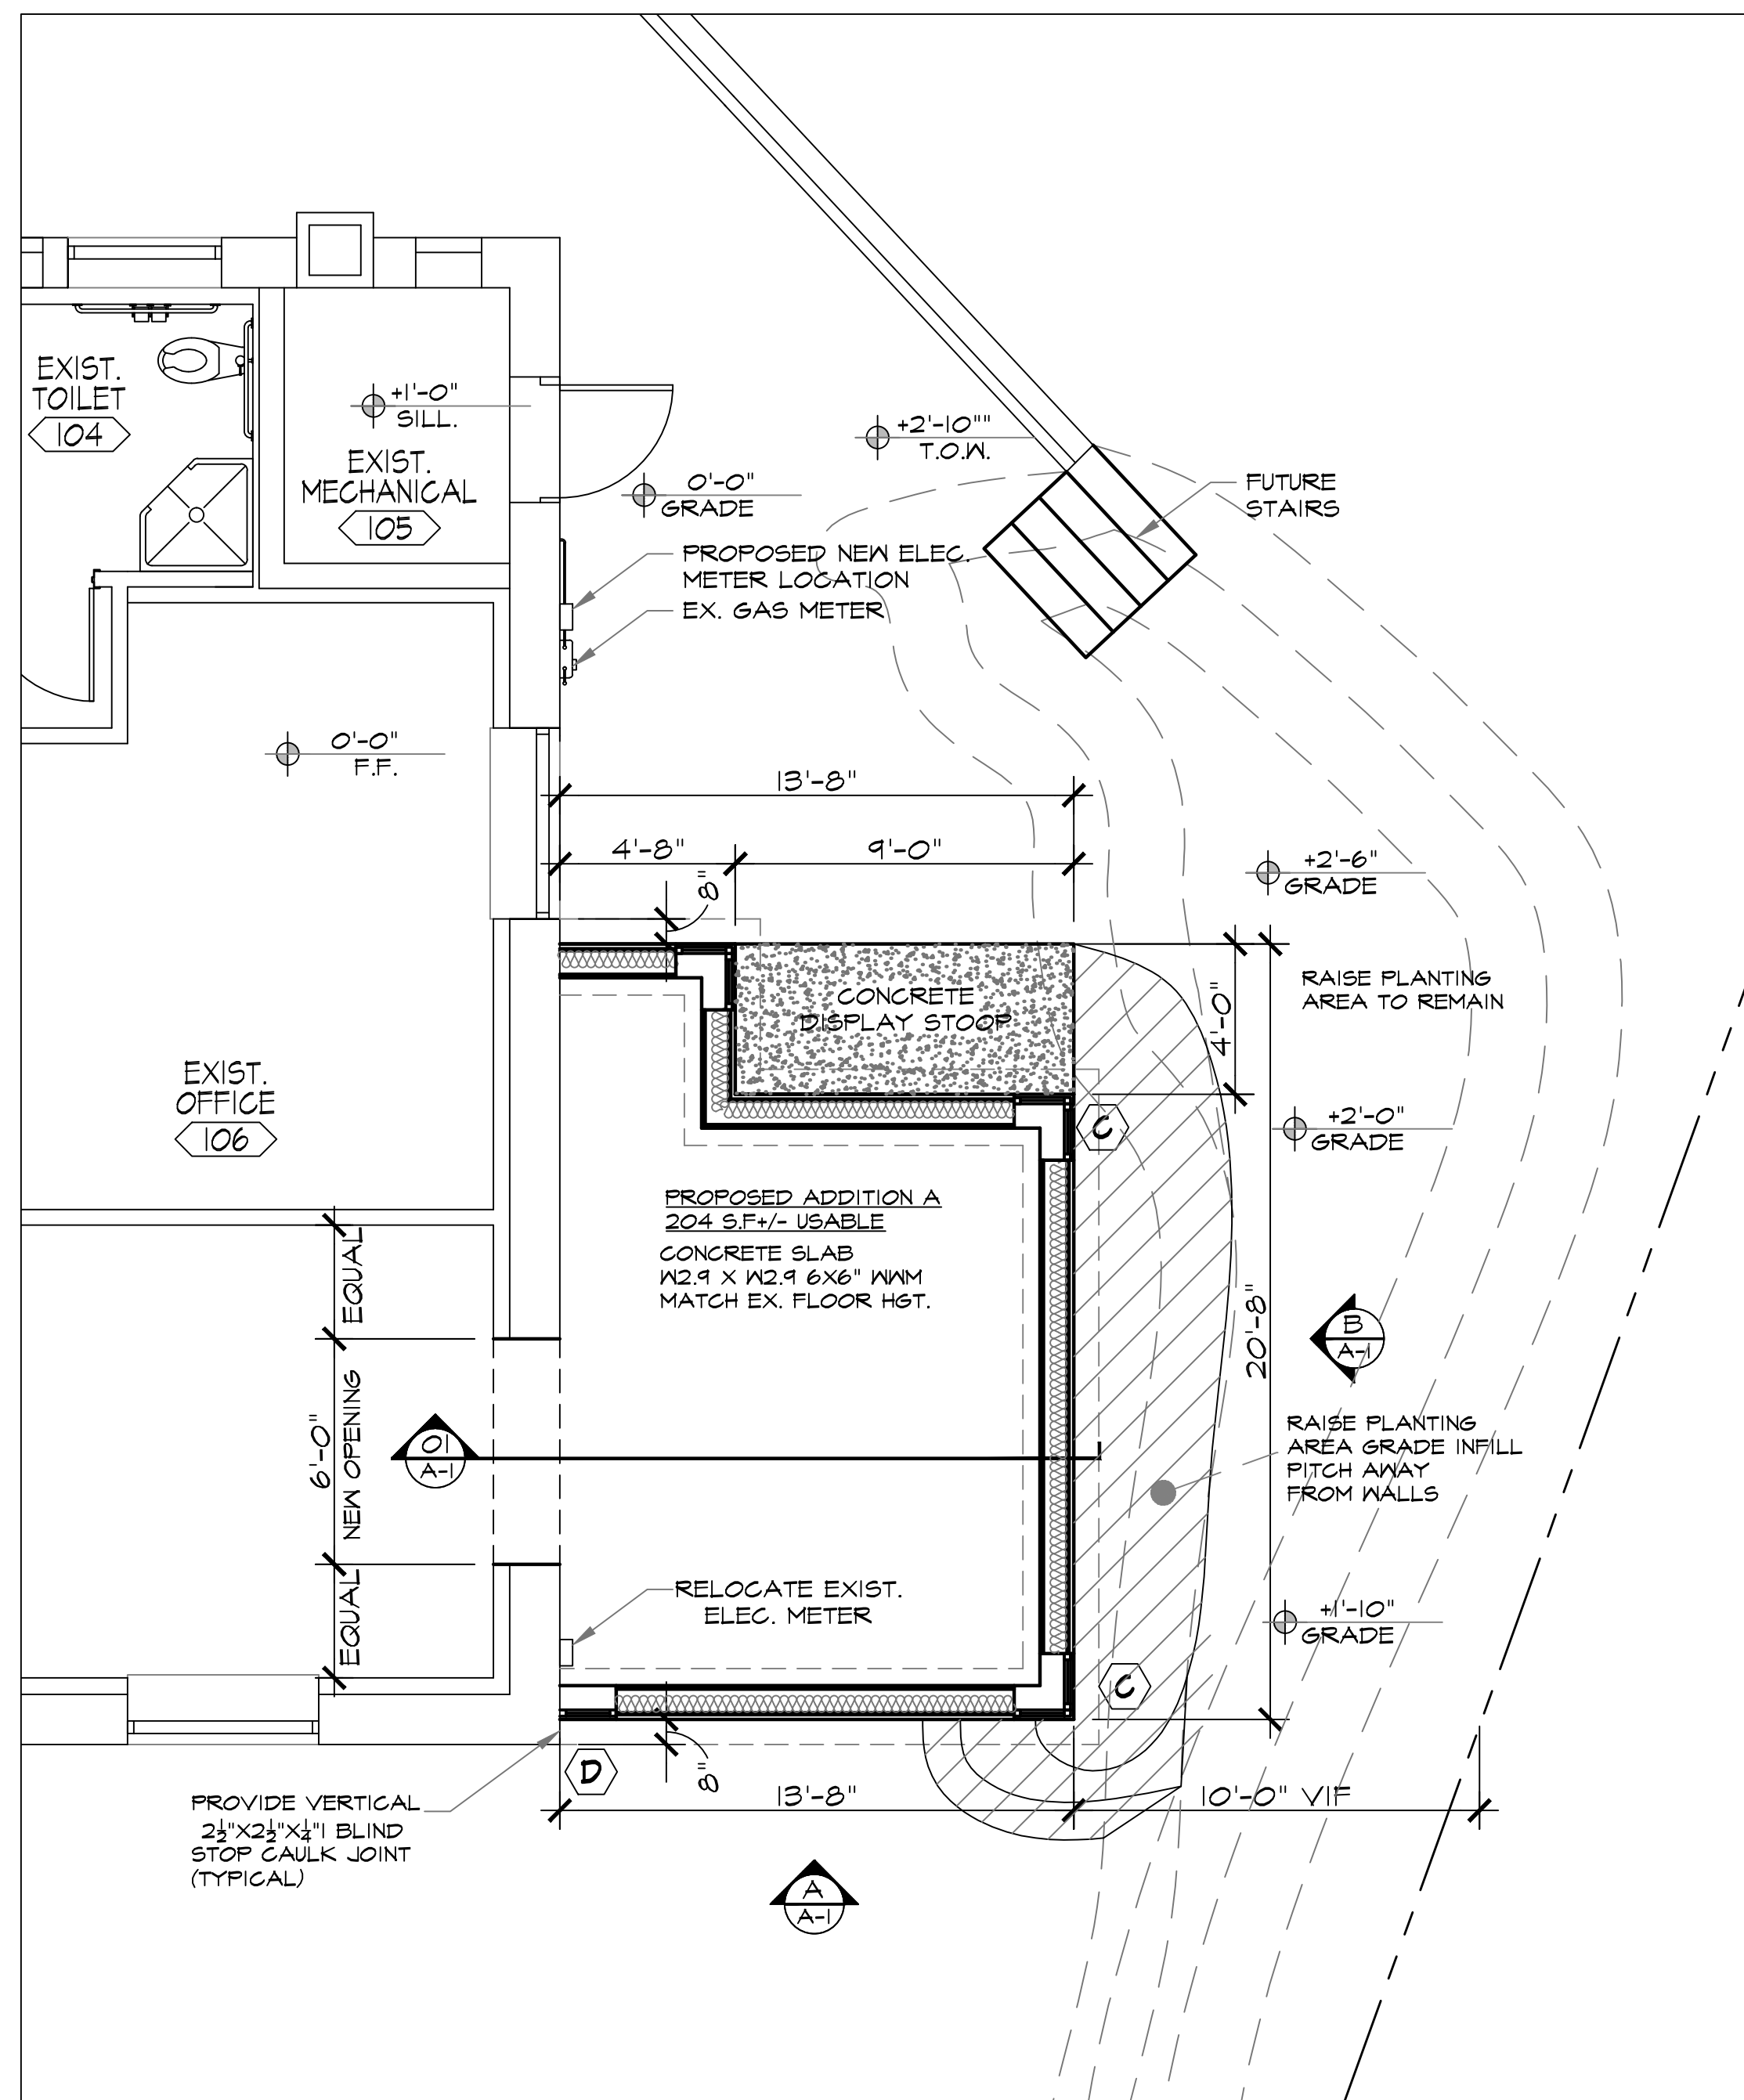 EXIST.
TOILET
104
+1'-0"
SILL.
EXIST.
MECHANICAL
105
0'-0"
GRADE
+2'-10""
T.O.W.
FUTURE
STAIRS
PROPOSED NEW ELEC.
METER LOCATION
EX. GAS METER
0'-0"
F.F.
13'-8"
4'-8"
9'-0"
8"
+2'-6"
GRADE
RAISE PLANTING
AREA TO REMAIN
CONCRETE
DISPLAY STOOP
4'-0"
EXIST.
OFFICE
106
C
+2'-0"
GRADE
PROPOSED ADDITION A
204 S.F+/- USABLE
CONCRETE SLAB
W2.9 X W2.9 6X6" WWM
MATCH EX. FLOOR HGT.
EQUAL
6'-0"
NEW OPENING
EQUAL
20'-8"
B
A-1
01
A-1
RAISE PLANTING
AREA GRADE INFILL
PITCH AWAY
FROM WALLS
RELOCATE EXIST.
ELEC. METER
+1'-10"
GRADE
C
D
8"
13'-8"
10'-0" VIF
PROVIDE VERTICAL
2½"X2½"X¼"I BLIND
STOP CAULK JOINT
(TYPICAL)
A
A-1